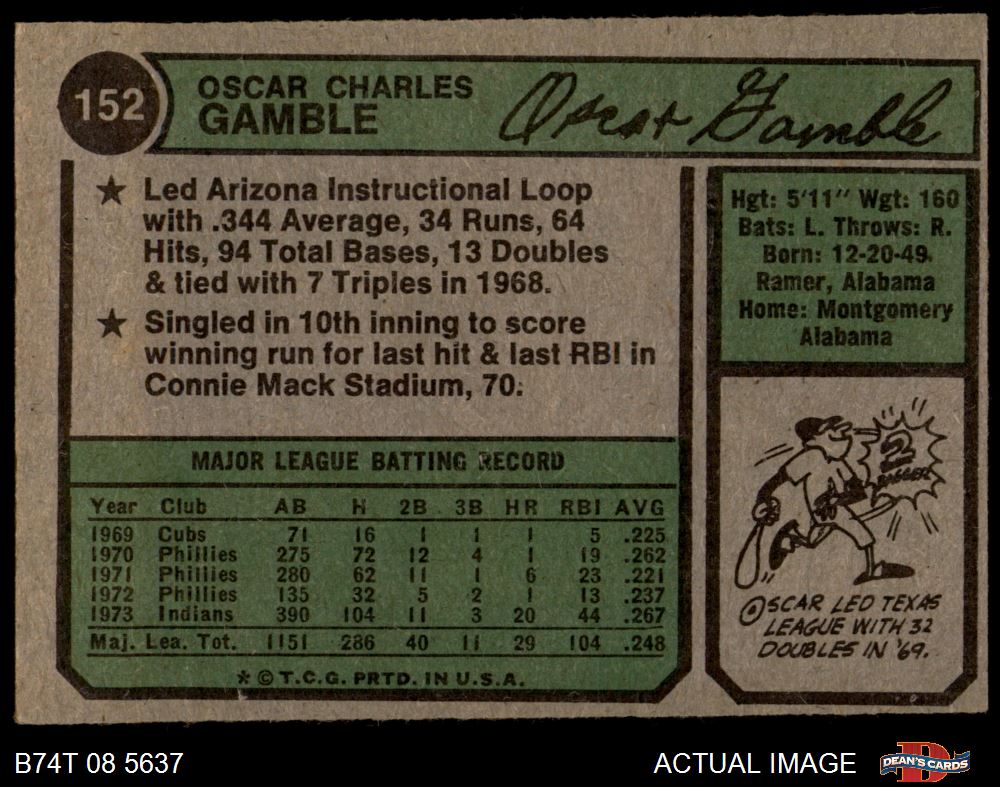 152
OSCAR CHARLES
GAMBLE
Oscar Gamble
★ Led Arizona Instructional Loop
with .344 Average, 34 Runs, 64
Hits, 94 Total Bases, 13 Doubles
& tied with 7 Triples in 1968.
★ Singled in 10th inning to score
winning run for last hit & last RBI in
Connie Mack Stadium, 70.
Hgt: 5'11" Wgt: 160
Bats: L. Throws: R.
Born: 12-20-49.
Ramer, Alabama
Home: Montgomery
Alabama
2
BAGGER
OSCAR LED TEXAS
LEAGUE WITH 32
DOUBLES IN '69.
MAJOR LEAGUE BATTING RECORD
Year Club AB H 2B 3B HR RBI AVG
1969 Cubs 71 16 1 1 1 5 .225
1970 Phillies 275 72 12 4 1 19 .262
1971 Phillies 280 62 11 1 6 23 .221
1972 Phillies 135 32 5 2 1 13 .237
1973 Indians 390 104 11 3 20 44 .267
Maj. Lea. Tot. 1151 286 40 11 29 104 .248
* © T.C.G. PRTD. IN U.S.A.
B74T 08 5637
ACTUAL IMAGE
DEAN'S CARDS